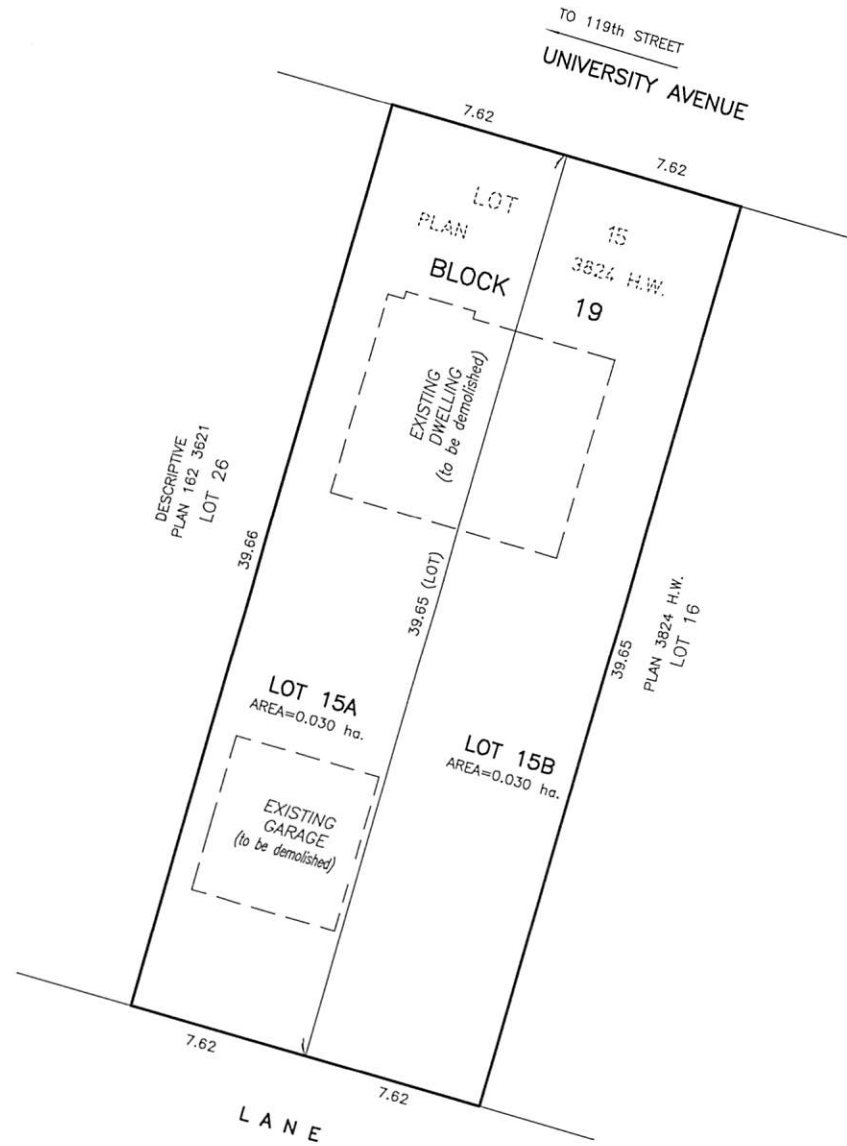 TO 119th STREET
UNIVERSITY AVENUE
7.62
7.62
LOT
15
PLAN
3824 H.W.
BLOCK
19
EXISTING
DWELLING
(to be demolished)
DESCRIPTIVE
PLAN 162 3621
LOT 26
39.66
39.65 (LOT)
39.65
PLAN 3824 H.W.
LOT 16
LOT 15A
AREA=0.030 ha.
LOT 15B
AREA=0.030 ha.
EXISTING
GARAGE
(to be demolished)
7.62
7.62
LANE